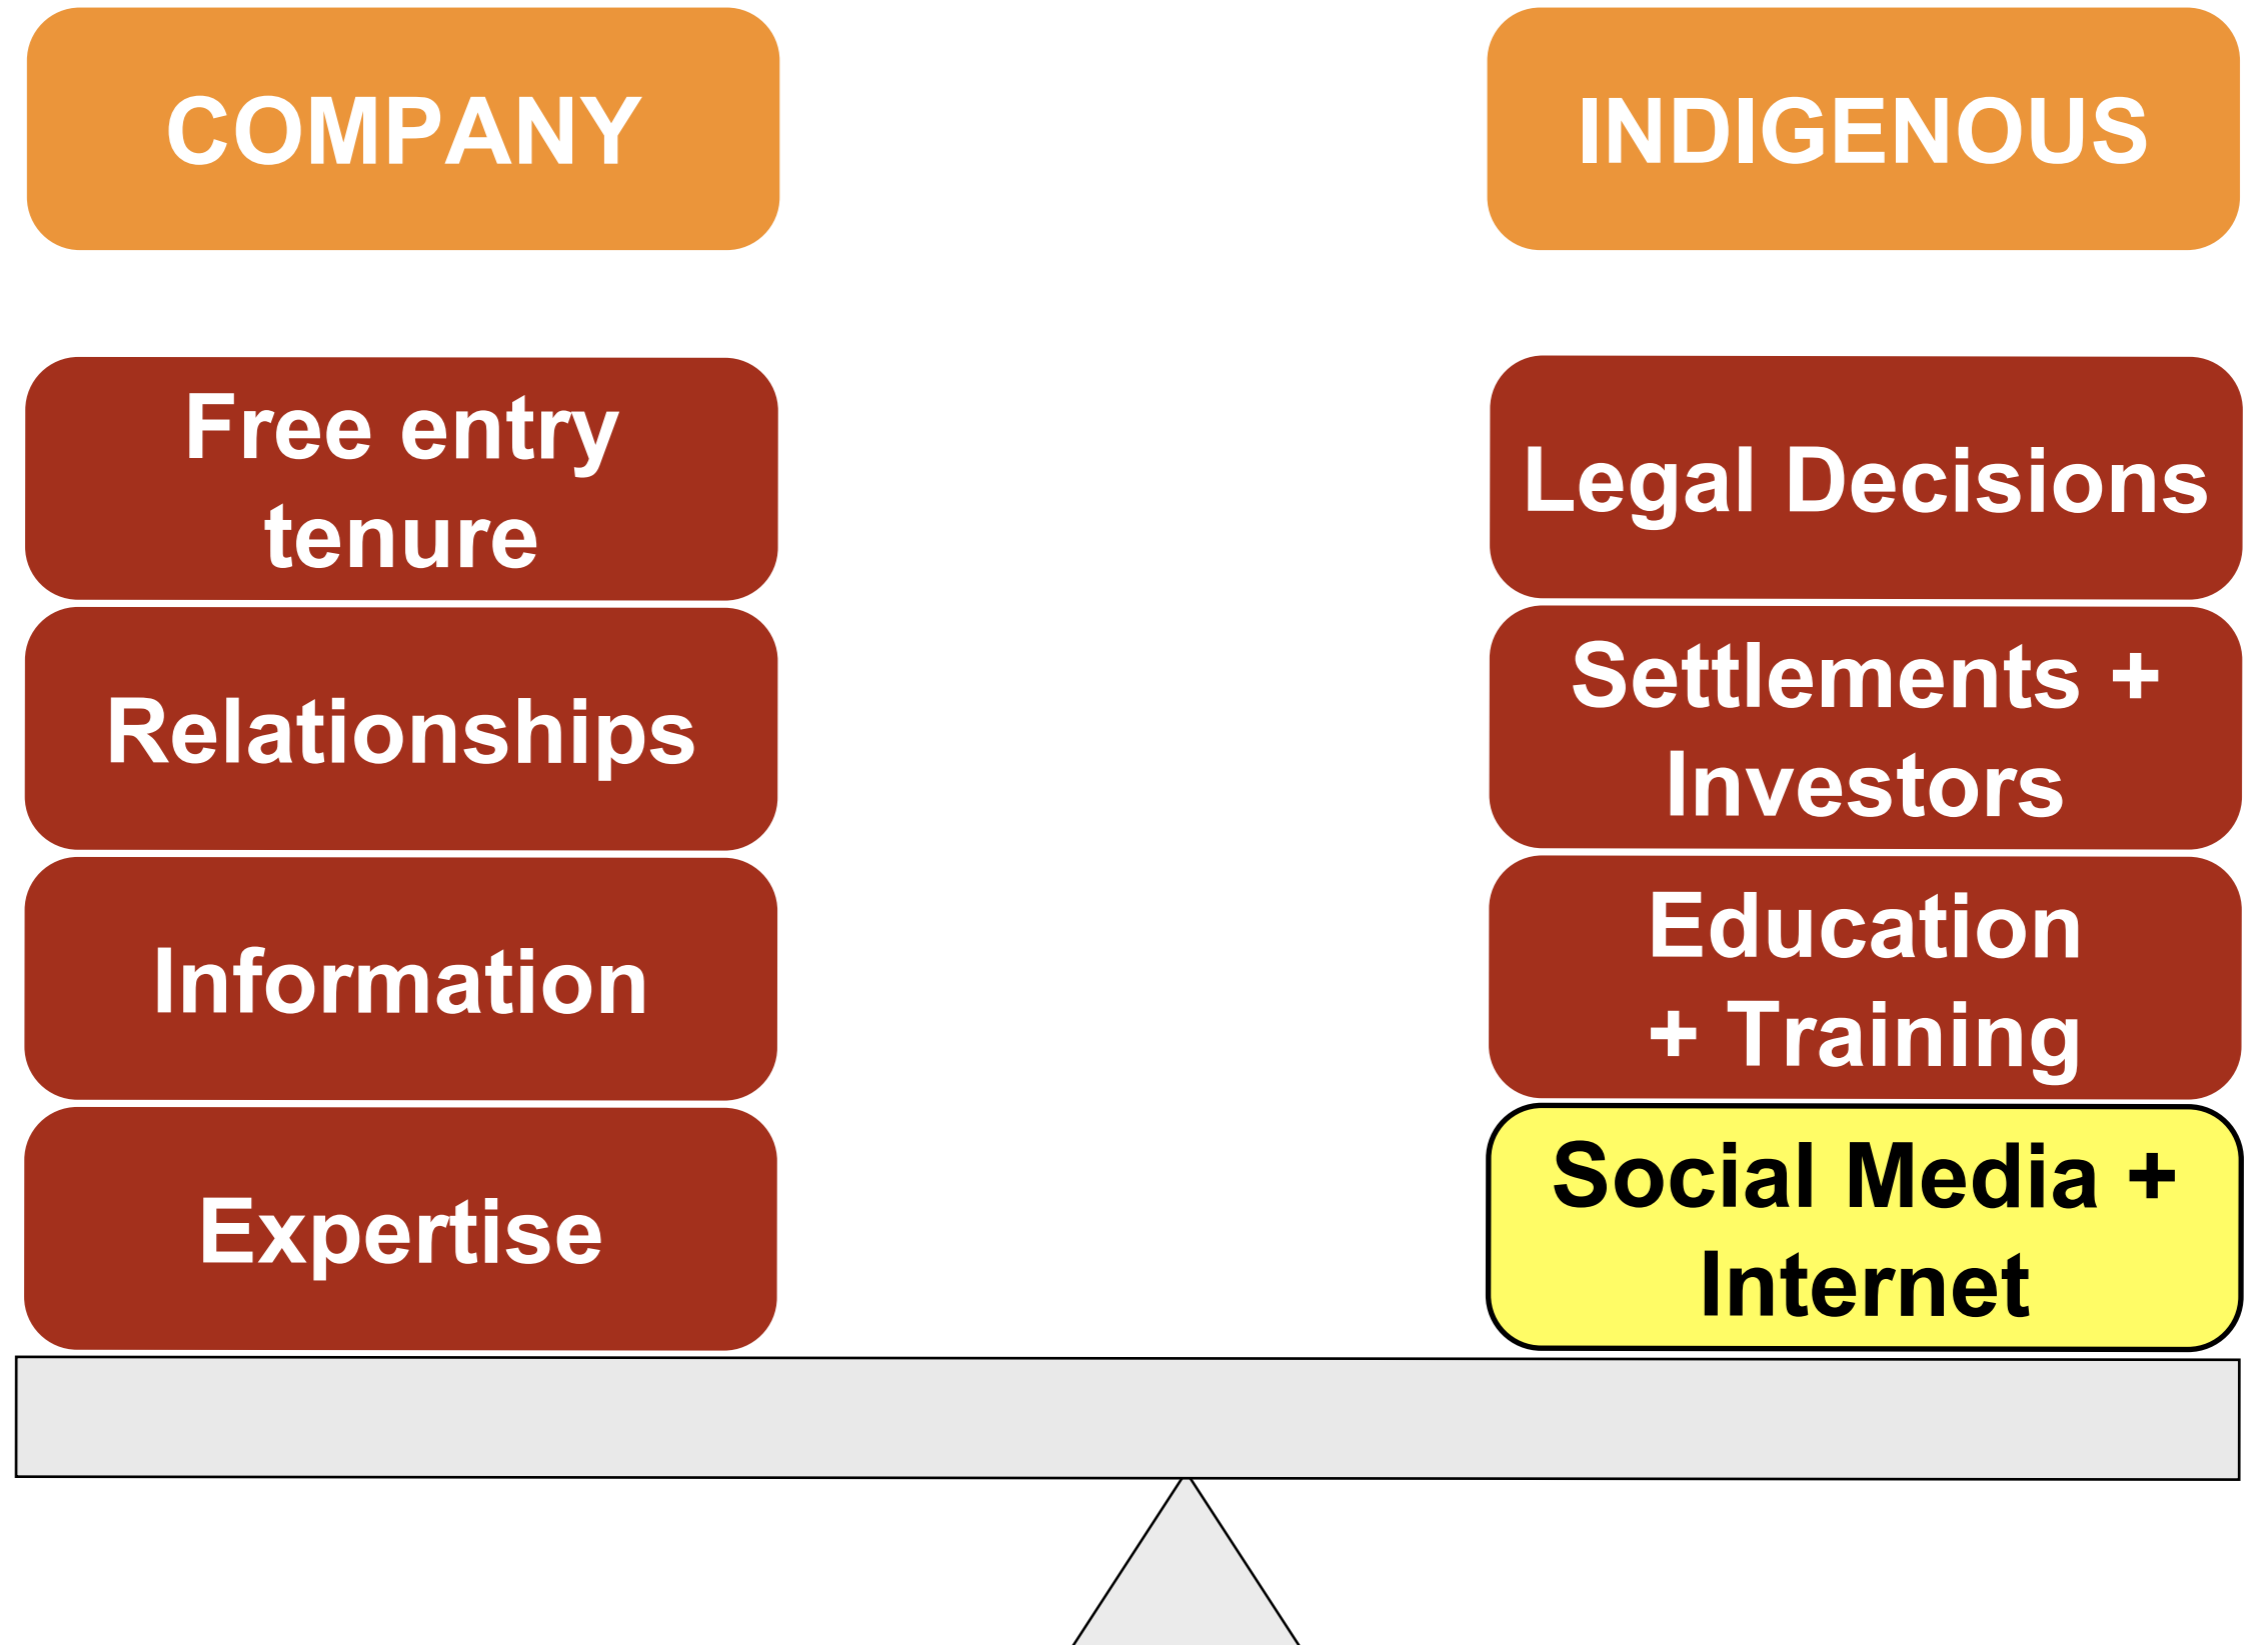 COMPANY
INDIGENOUS
Free entry
tenure
Relationships
Information
Expertise
Legal Decisions
Settlements +
Investors
Education
+ Training
Social Media +
Internet